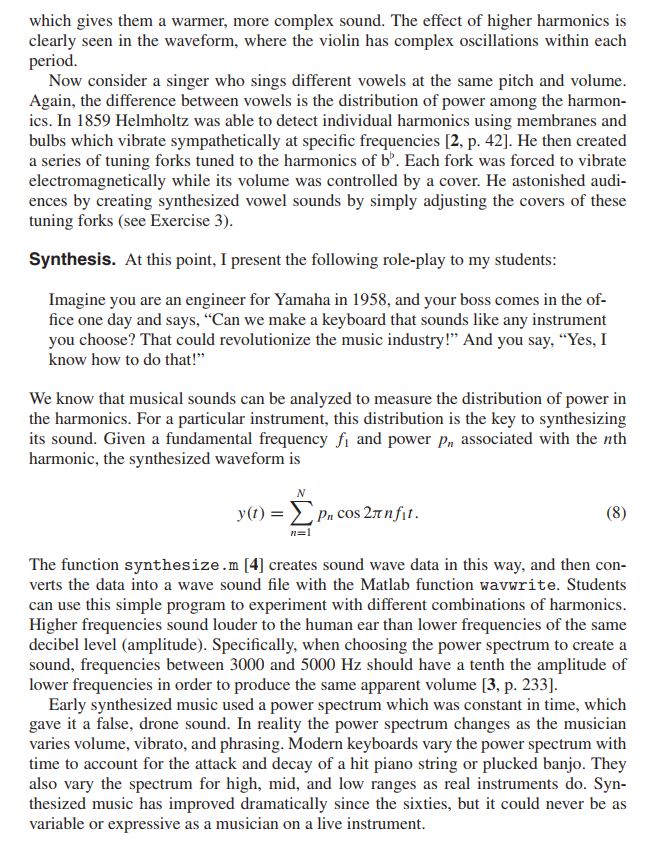 which gives them a warmer, more complex sound. The effect of higher harmonics is
clearly seen in the waveform, where the violin has complex oscillations within each
period.
Now consider a singer who sings different vowels at the same pitch and volume.
Again, the difference between vowels is the distribution of power among the harmon-
ics. In 1859 Helmholtz was able to detect individual harmonics using membranes and
bulbs which vibrate sympathetically at specific frequencies [2, p. 42]. He then created
a series of tuning forks tuned to the harmonics of b♭. Each fork was forced to vibrate
electromagnetically while its volume was controlled by a cover. He astonished audi-
ences by creating synthesized vowel sounds by simply adjusting the covers of these
tuning forks (see Exercise 3).
Synthesis. At this point, I present the following role-play to my students:
Imagine you are an engineer for Yamaha in 1958, and your boss comes in the of-
fice one day and says, “Can we make a keyboard that sounds like any instrument
you choose? That could revolutionize the music industry!” And you say, “Yes, I
know how to do that!”
We know that musical sounds can be analyzed to measure the distribution of power in
the harmonics. For a particular instrument, this distribution is the key to synthesizing
its sound. Given a fundamental frequency f₁ and power pₙ associated with the nth
harmonic, the synthesized waveform is
y(t) = ∑_{n=1}^{N} pₙ cos 2πnf₁t. (8)
The function synthesize.m [4] creates sound wave data in this way, and then con-
verts the data into a wave sound file with the Matlab function wavwrite. Students
can use this simple program to experiment with different combinations of harmonics.
Higher frequencies sound louder to the human ear than lower frequencies of the same
decibel level (amplitude). Specifically, when choosing the power spectrum to create a
sound, frequencies between 3000 and 5000 Hz should have a tenth the amplitude of
lower frequencies in order to produce the same apparent volume [3, p. 233].
Early synthesized music used a power spectrum which was constant in time, which
gave it a false, drone sound. In reality the power spectrum changes as the musician
varies volume, vibrato, and phrasing. Modern keyboards vary the power spectrum with
time to account for the attack and decay of a hit piano string or plucked banjo. They
also vary the spectrum for high, mid, and low ranges as real instruments do. Syn-
thesized music has improved dramatically since the sixties, but it could never be as
variable or expressive as a musician on a live instrument.